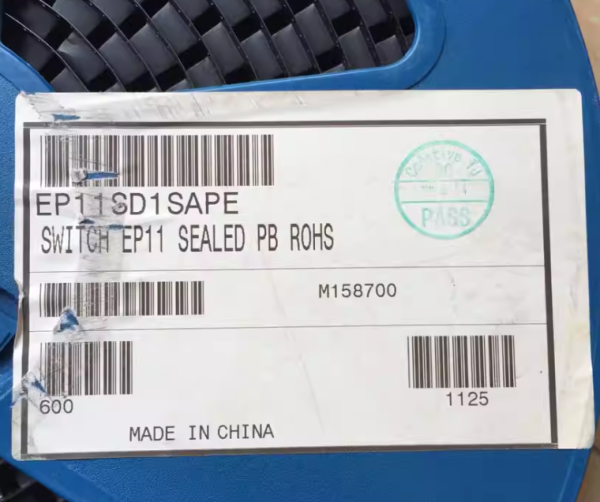 EP11SD1SAPE
SWITCH EP11 SEALED PB ROHS
M158700
600
1125
MADE IN CHINA
PASS